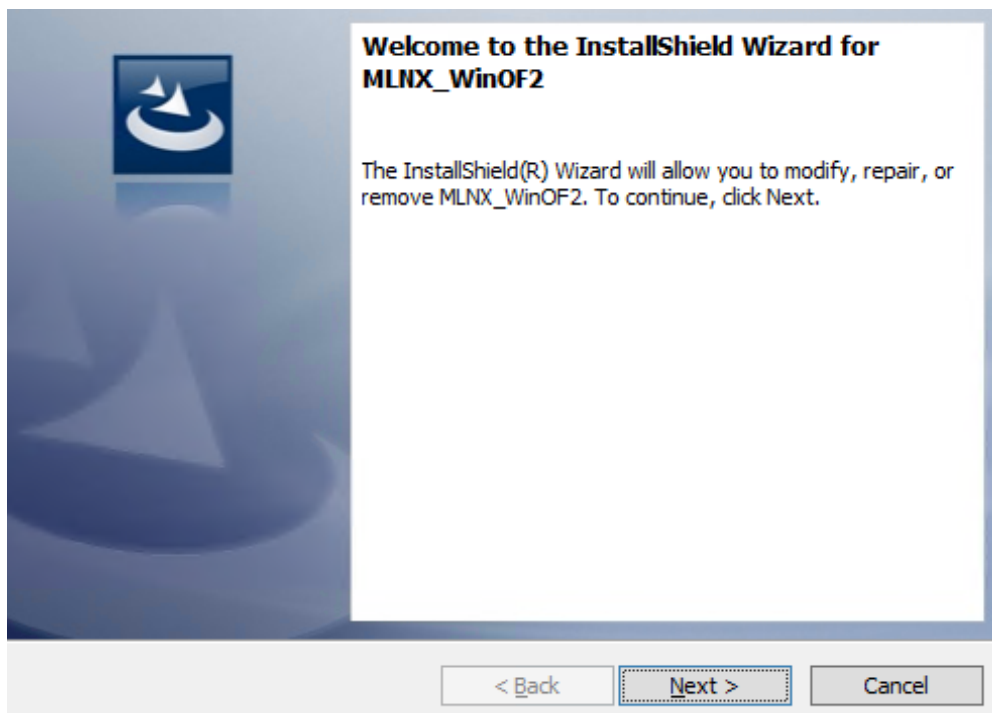 Welcome to the InstallShield Wizard for
MLNX_WinOF2
The InstallShield(R) Wizard will allow you to modify, repair, or
remove MLNX_WinOF2. To continue, click Next.
< Back
Next >
Cancel